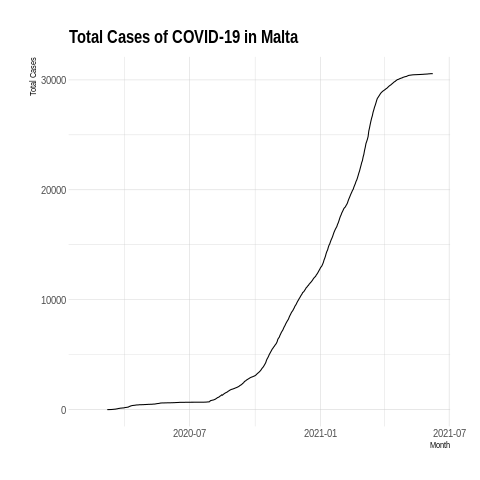 Total Cases of COVID-19 in Malta
Total Cases
30000
20000
10000
0
2020-07
2021-01
2021-07
Month